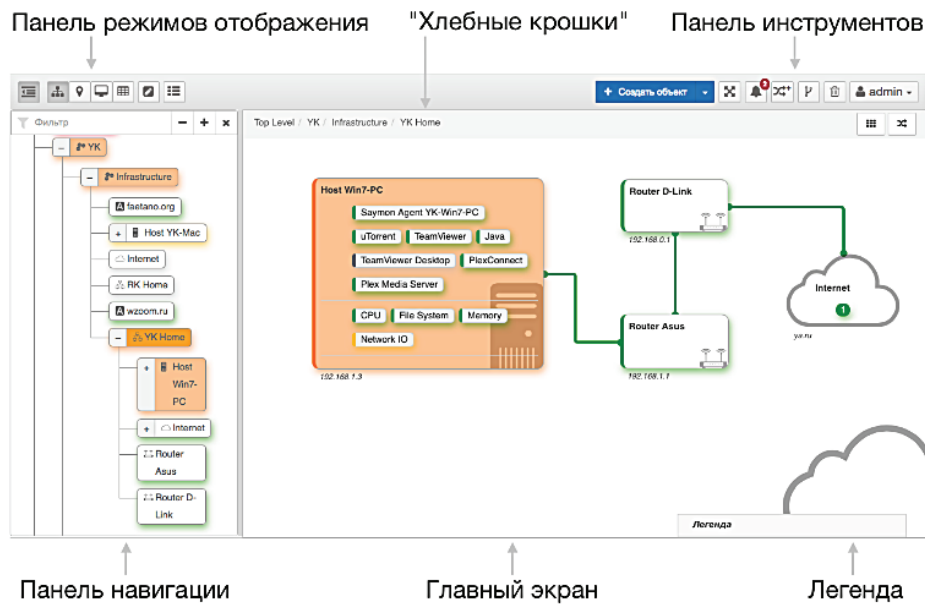 Панель режимов отображения
"Хлебные крошки"
Панель инструментов
+ Создать объект
2
admin
Фильтр
Top Level / YK / Infrastructure / YK Home
YK
Infrastructure
faetano.org
Host YK-Mac
Internet
RK Home
wzoom.ru
YK Home
Host
Win7-
PC
Internet
Router
Asus
Router D-
Link
Host Win7-PC
Saymon Agent YK-Win7-PC
uTorrent TeamViewer Java
TeamViewer Desktop PlexConnect
Plex Media Server
CPU File System Memory
Network IO
192.168.1.3
Router D-Link
192.168.0.1
Router Asus
192.168.1.1
Internet
1
ya.ru
Легенда
Панель навигации
Главный экран
Легенда